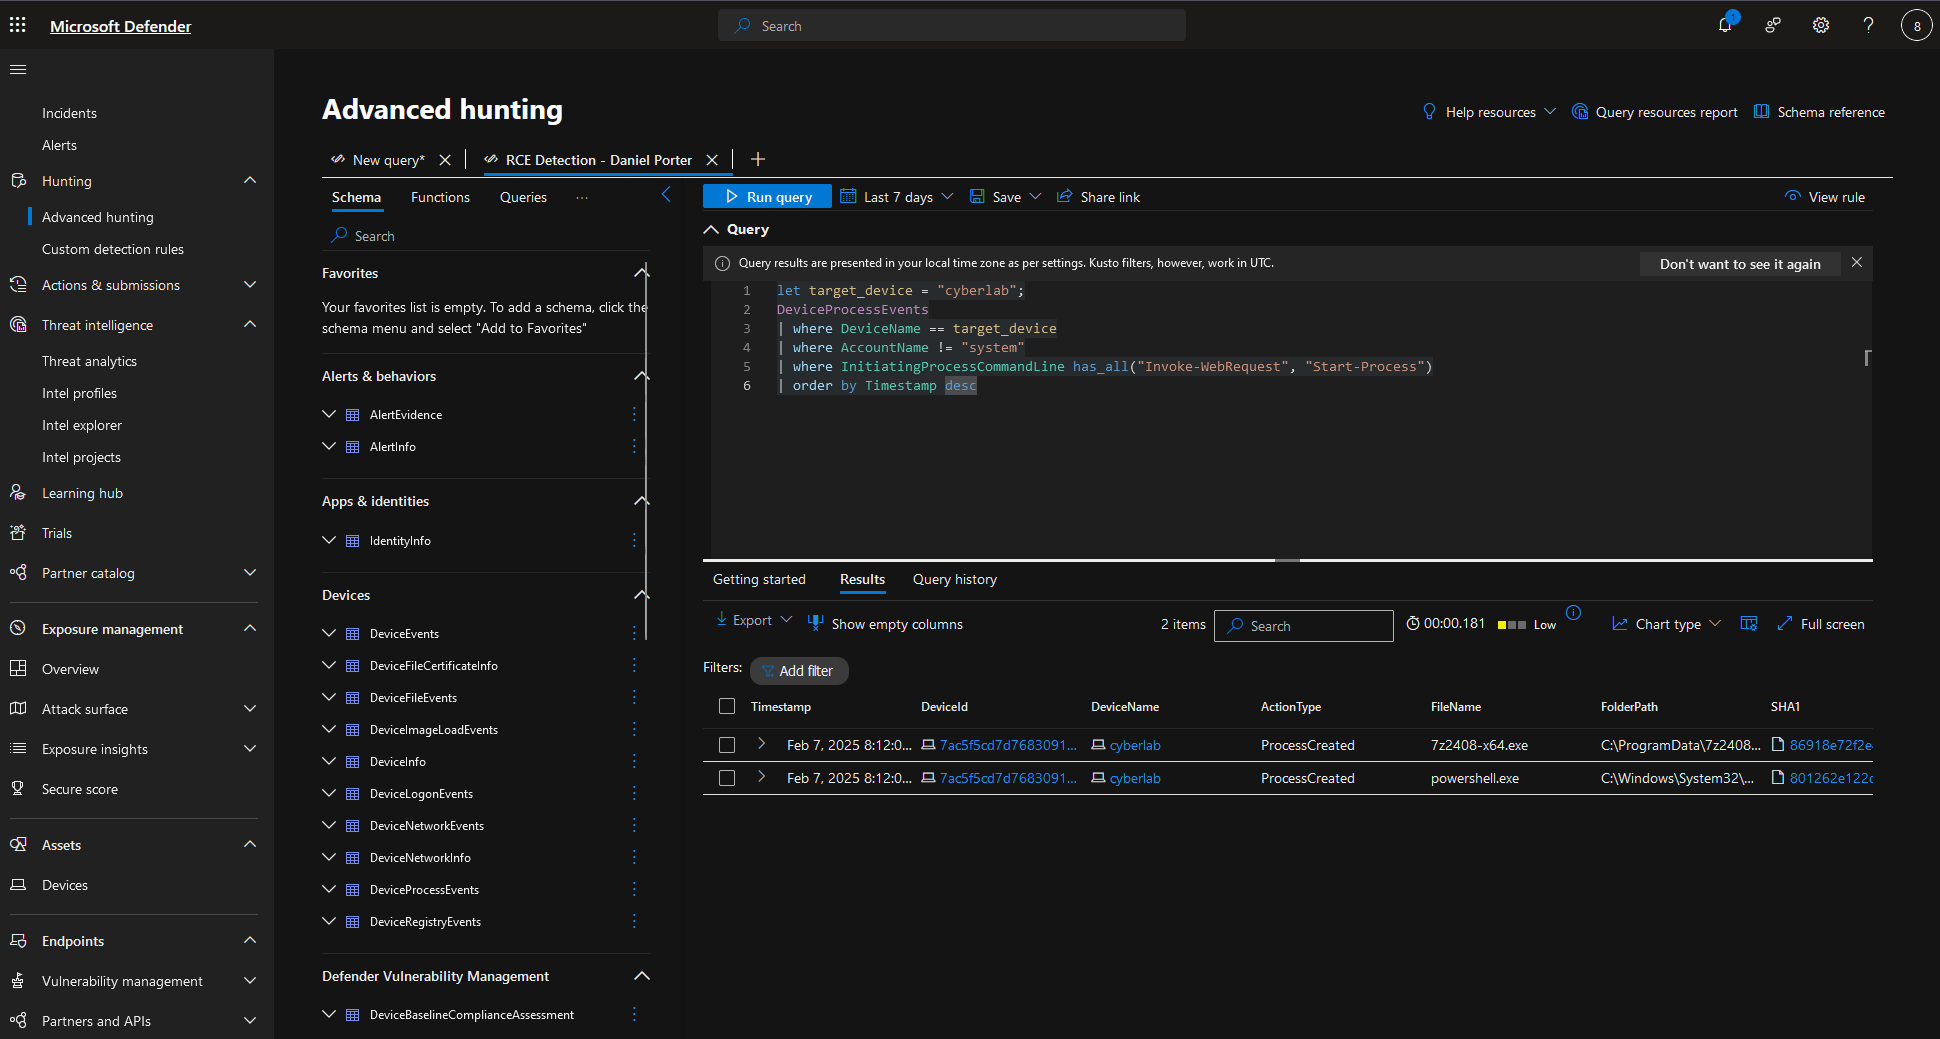 Microsoft Defender
Search
1
8
Incidents
Alerts
Hunting
Advanced hunting
Custom detection rules
Actions & submissions
Threat intelligence
Threat analytics
Intel profiles
Intel explorer
Intel projects
Learning hub
Trials
Partner catalog
Exposure management
Overview
Attack surface
Exposure insights
Secure score
Assets
Devices
Endpoints
Vulnerability management
Partners and APIs
Advanced hunting
Help resources
Query resources report
Schema reference
New query*
RCE Detection - Daniel Porter
Schema
Functions
Queries
...
Search
Favorites
Your favorites list is empty. To add a schema, click the
schema menu and select "Add to Favorites"
Alerts & behaviors
AlertEvidence
AlertInfo
Apps & identities
IdentityInfo
Devices
DeviceEvents
DeviceFileCertificateInfo
DeviceFileEvents
DeviceImageLoadEvents
DeviceInfo
DeviceLogonEvents
DeviceNetworkEvents
DeviceNetworkInfo
DeviceProcessEvents
DeviceRegistryEvents
Defender Vulnerability Management
DeviceBaselineComplianceAssessment
Run query
Last 7 days
Save
Share link
View rule
Query
Query results are presented in your local time zone as per settings. Kusto filters, however, work in UTC.
Don't want to see it again
1 let target_device = "cyberlab";
2 DeviceProcessEvents
3 | where DeviceName == target_device
4 | where AccountName != "system"
5 | where InitiatingProcessCommandLine has_all("Invoke-WebRequest", "Start-Process")
6 | order by Timestamp desc
Getting started
Results
Query history
Export
Show empty columns
2 items
Search
00:00.181
Low
Chart type
Full screen
Filters:
Add filter
Timestamp DeviceId DeviceName ActionType FileName FolderPath SHA1
Feb 7, 2025 8:12:0... 7ac5f5cd7d7683091... cyberlab ProcessCreated 7z2408-x64.exe C:\ProgramData\7z2408... 86918e72f2e
Feb 7, 2025 8:12:0... 7ac5f5cd7d7683091... cyberlab ProcessCreated powershell.exe C:\Windows\System32\... 801262e122